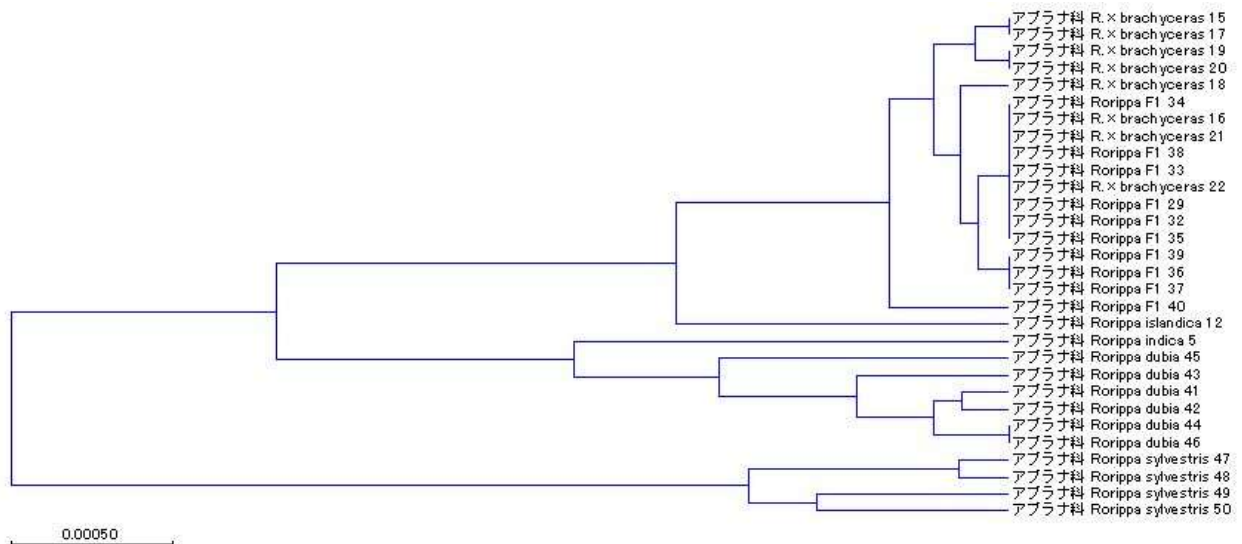 アブラナ科 R.×brachyceras 15
アブラナ科 R.×brachyceras 17
アブラナ科 R.×brachyceras 19
アブラナ科 R.×brachyceras 20
アブラナ科 R.×brachyceras 18
アブラナ科 Rorippa F1 34
アブラナ科 R.×brachyceras 16
アブラナ科 R.×brachyceras 21
アブラナ科 Rorippa F1 38
アブラナ科 Rorippa F1 33
アブラナ科 R.×brachyceras 22
アブラナ科 Rorippa F1 29
アブラナ科 Rorippa F1 32
アブラナ科 Rorippa F1 35
アブラナ科 Rorippa F1 39
アブラナ科 Rorippa F1 36
アブラナ科 Rorippa F1 37
アブラナ科 Rorippa F1 40
アブラナ科 Rorippa islandica 12
アブラナ科 Rorippa indica 5
アブラナ科 Rorippa dubia 45
アブラナ科 Rorippa dubia 43
アブラナ科 Rorippa dubia 41
アブラナ科 Rorippa dubia 42
アブラナ科 Rorippa dubia 44
アブラナ科 Rorippa dubia 46
アブラナ科 Rorippa sylvestris 47
アブラナ科 Rorippa sylvestris 48
アブラナ科 Rorippa sylvestris 49
アブラナ科 Rorippa sylvestris 50
0.00050